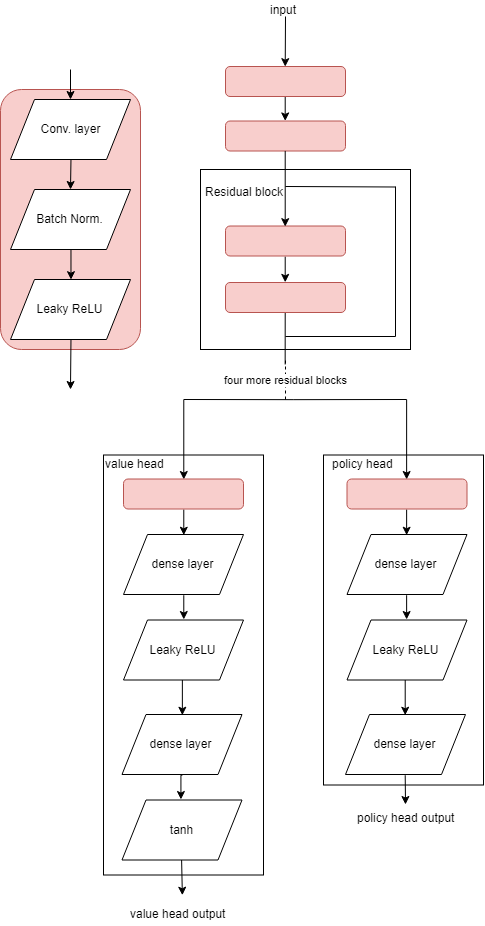 input
Conv. layer
Batch Norm.
Leaky ReLU
Residual block
four more residual blocks
value head
dense layer
Leaky ReLU
dense layer
tanh
value head output
policy head
dense layer
Leaky ReLU
dense layer
policy head output